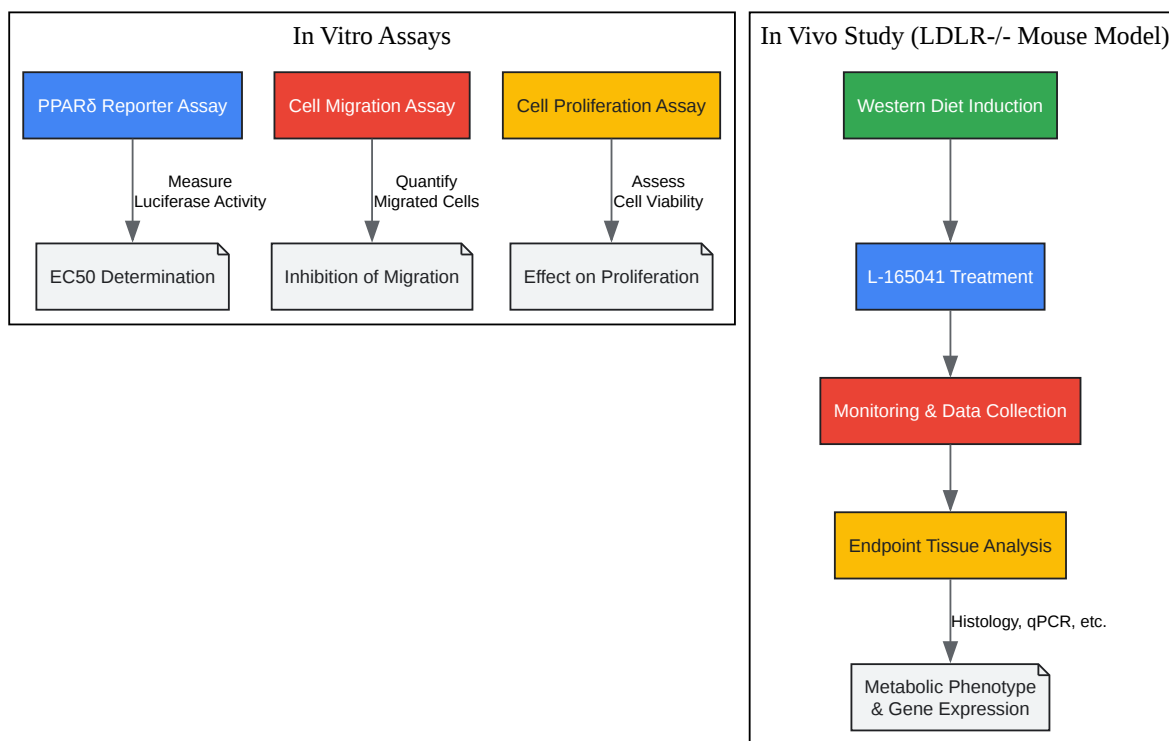 In Vitro Assays
PPARδ Reporter Assay
Cell Migration Assay
Cell Proliferation Assay
Measure
Luciferase Activity
Quantify
Migrated Cells
Assess
Cell Viability
EC50 Determination
Inhibition of Migration
Effect on Proliferation
In Vivo Study (LDLR-/- Mouse Model)
Western Diet Induction
L-165041 Treatment
Monitoring & Data Collection
Endpoint Tissue Analysis
Histology, qPCR, etc.
Metabolic Phenotype
& Gene Expression